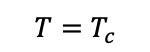 T = T_c